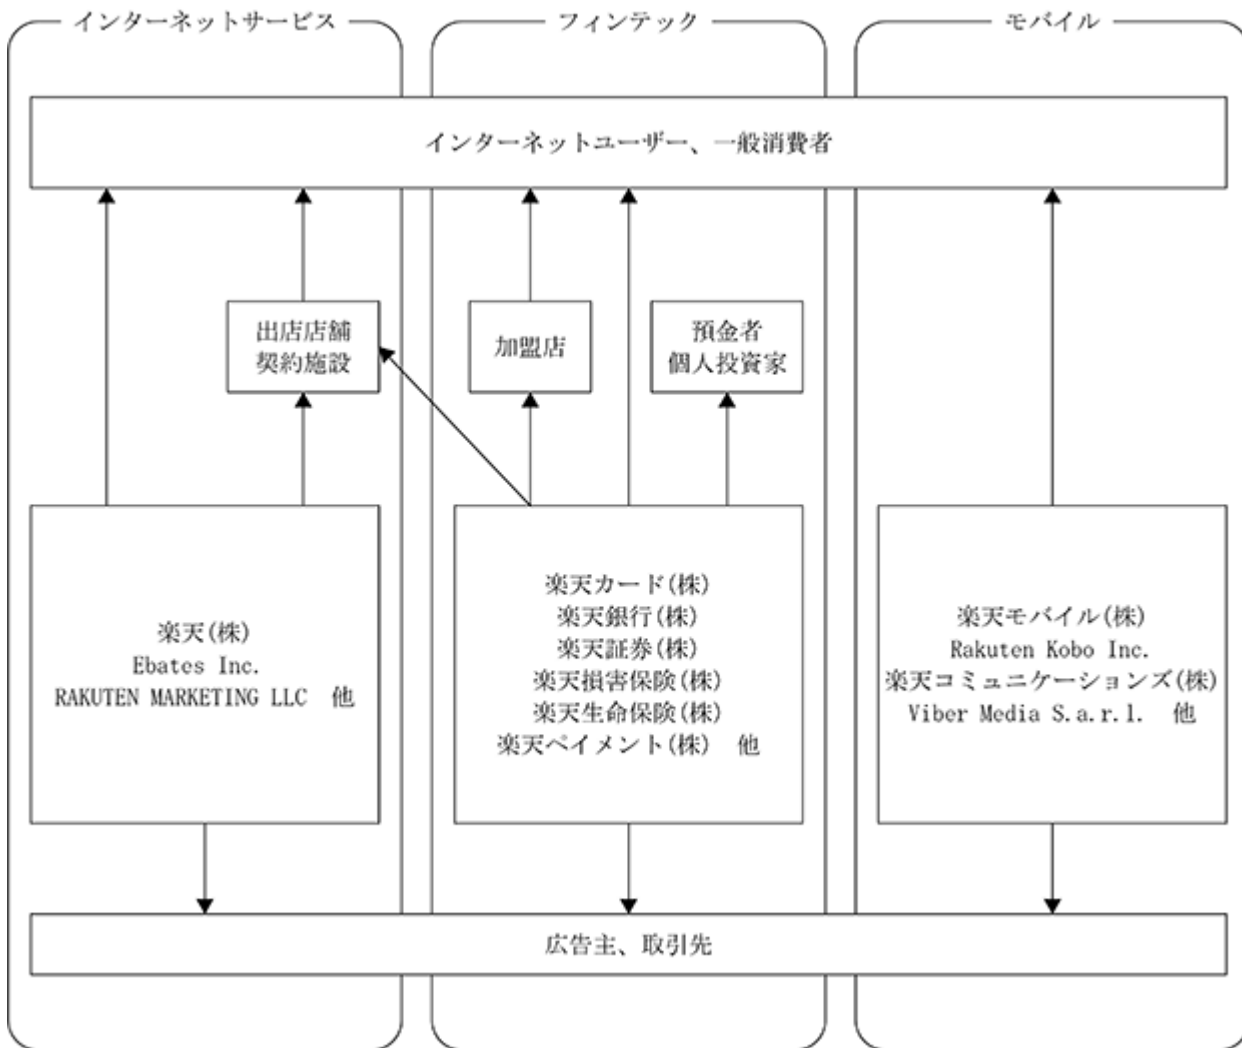 インターネットサービス
フィンテック
モバイル
インターネットユーザー、一般消費者
出店店舗
契約施設
加盟店
預金者
個人投資家
楽天(株)
Ebates Inc.
RAKUTEN MARKETING LLC 他
楽天カード(株)
楽天銀行(株)
楽天証券(株)
楽天損害保険(株)
楽天生命保険(株)
楽天ペイメント(株) 他
楽天モバイル(株)
Rakuten Kobo Inc.
楽天コミュニケーションズ(株)
Viber Media S.a.r.l. 他
広告主、取引先